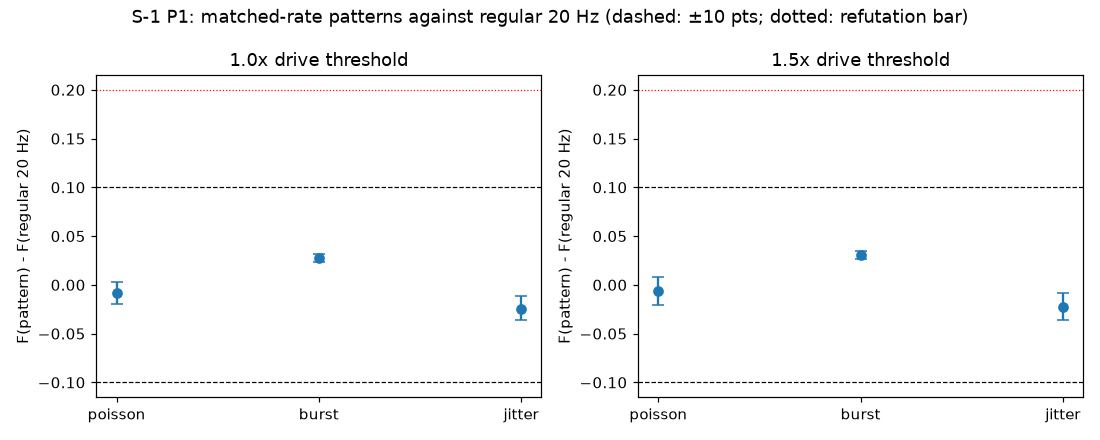 S-1 P1: matched-rate patterns against regular 20 Hz (dashed: ±10 pts; dotted: refutation bar)
1.0x drive threshold
F(pattern) - F(regular 20 Hz)
0.20
0.15
0.10
0.05
0.00
−0.05
−0.10
poisson
burst
jitter
1.5x drive threshold
F(pattern) - F(regular 20 Hz)
0.20
0.15
0.10
0.05
0.00
−0.05
−0.10
poisson
burst
jitter